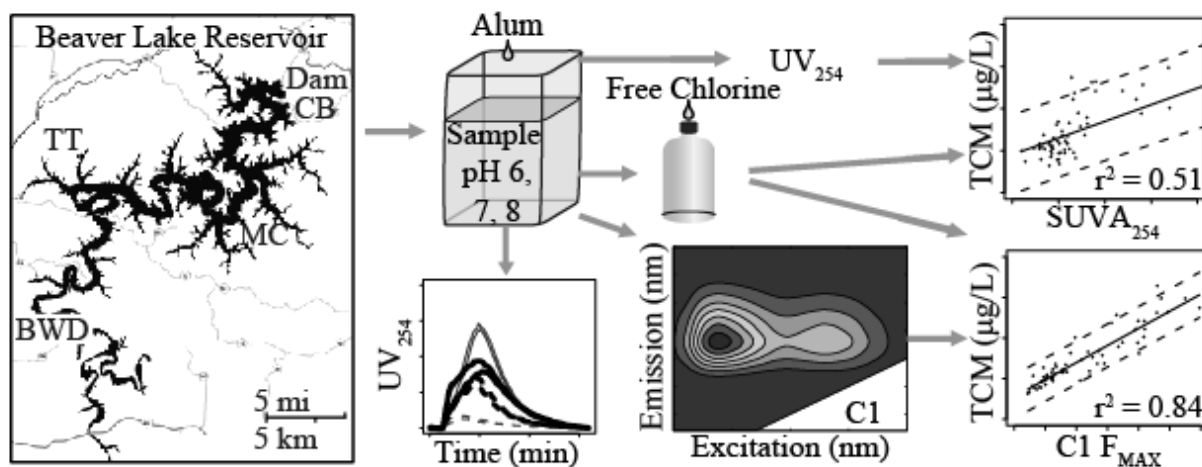 Beaver Lake Reservoir
Dam
CB
TT
MC
BWD
5 mi
5 km
Alum
Sample
pH 6,
7, 8
UV254
Free Chlorine
UV254
Time (min)
Emission (nm)
C1
Excitation (nm)
TCM (µg/L)
r² = 0.51
SUVA254
TCM (µg/L)
r² = 0.84
C1 FMAX